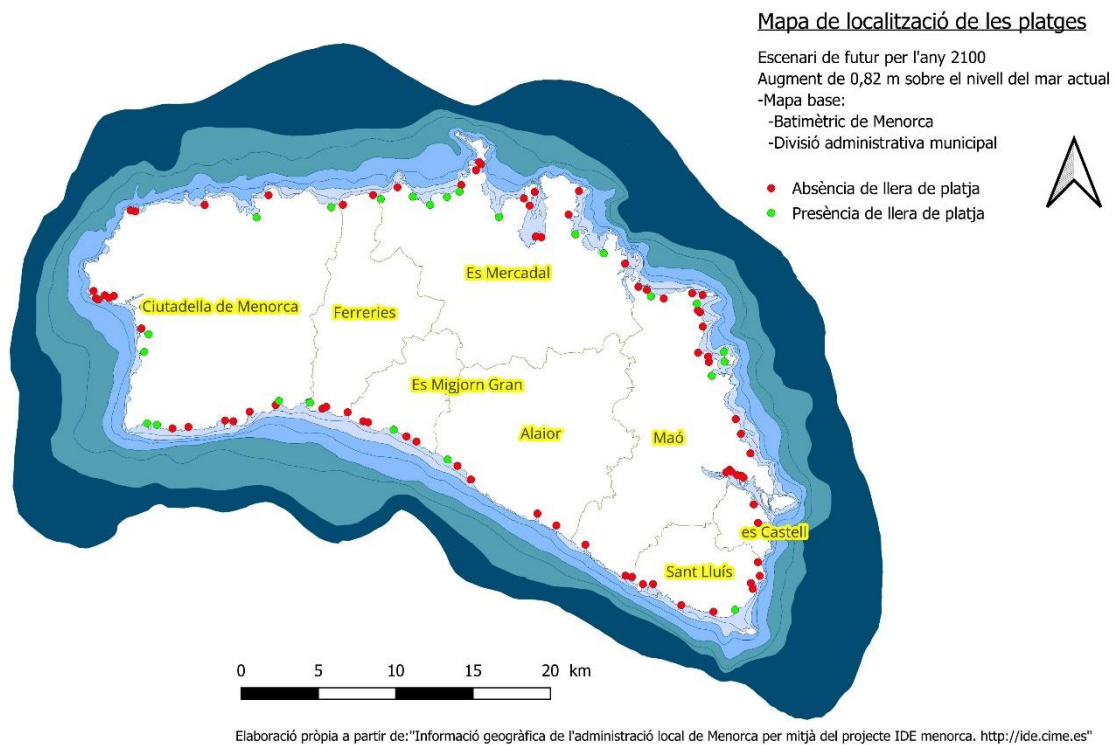 Mapa de localització de les platges
Escenari de futur per l'any 2100
Augment de 0,82 m sobre el nivell del mar actual
-Mapa base:
-Batimètric de Menorca
-Divisió administrativa municipal
Absència de llera de platja
Presència de llera de platja
Es Mercadal
Ciutadella de Menorca
Ferreries
Es Migjorn Gran
Alaior
Maó
es Castell
Sant Lluís
0 5 10 15 20 km
Elaboració pròpia a partir de:"Informació geogràfica de l'administració local de Menorca per mitjà del projecte IDE menorca. http://ide.cime.es"